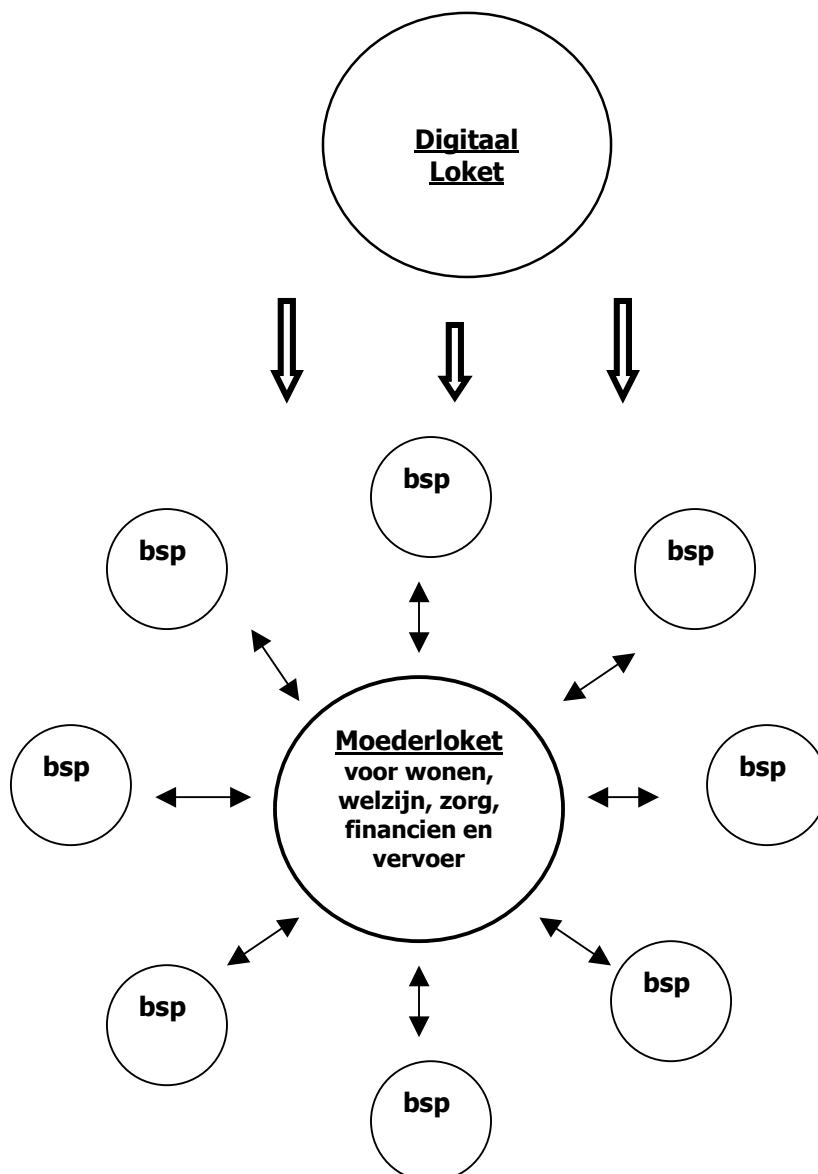 Digitaal
Loket
bsp
bsp
bsp
bsp
Moederloket
voor wonen,
welzijn, zorg,
financien en
vervoer
bsp
bsp
bsp
bsp